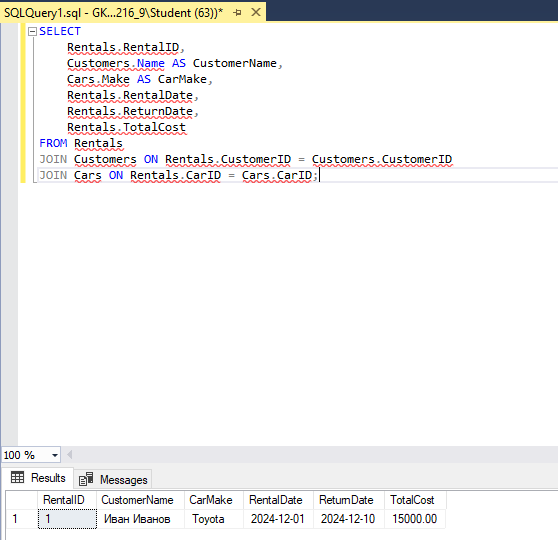 SQLQuery1.sql - GK...216_9\Student (63))*
SELECT
Rentals.RentalID,
Customers.Name AS CustomerName,
Cars.Make AS CarMake,
Rentals.RentalDate,
Rentals.ReturnDate,
Rentals.TotalCost
FROM Rentals
JOIN Customers ON Rentals.CustomerID = Customers.CustomerID
JOIN Cars ON Rentals.CarID = Cars.CarID;
100 %
Results Messages
RentalID CustomerName CarMake RentalDate ReturnDate TotalCost
1 1 Иван Иванов Toyota 2024-12-01 2024-12-10 15000.00